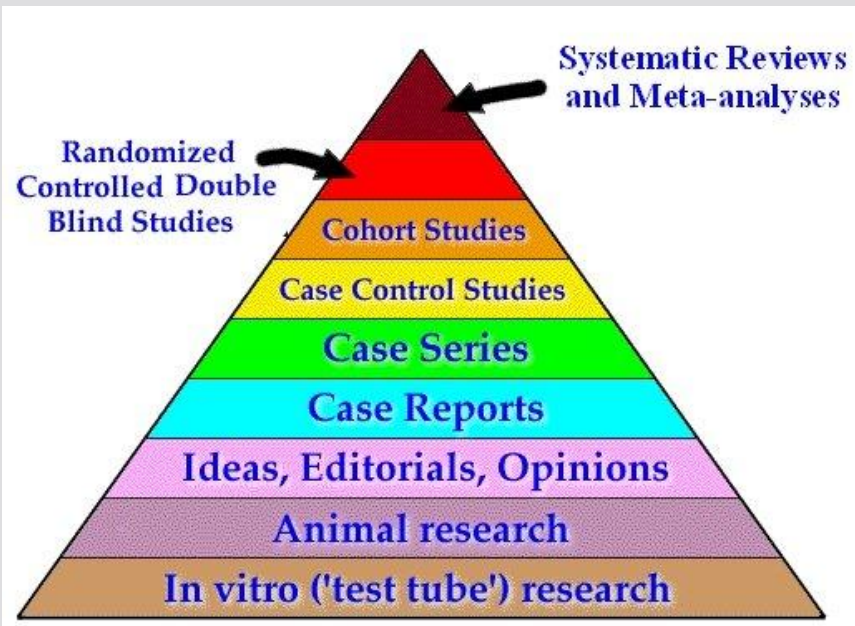 Systematic Reviews
and Meta-analyses
Randomized
Controlled Double
Blind Studies
Cohort Studies
Case Control Studies
Case Series
Case Reports
Ideas, Editorials, Opinions
Animal research
In vitro ('test tube') research